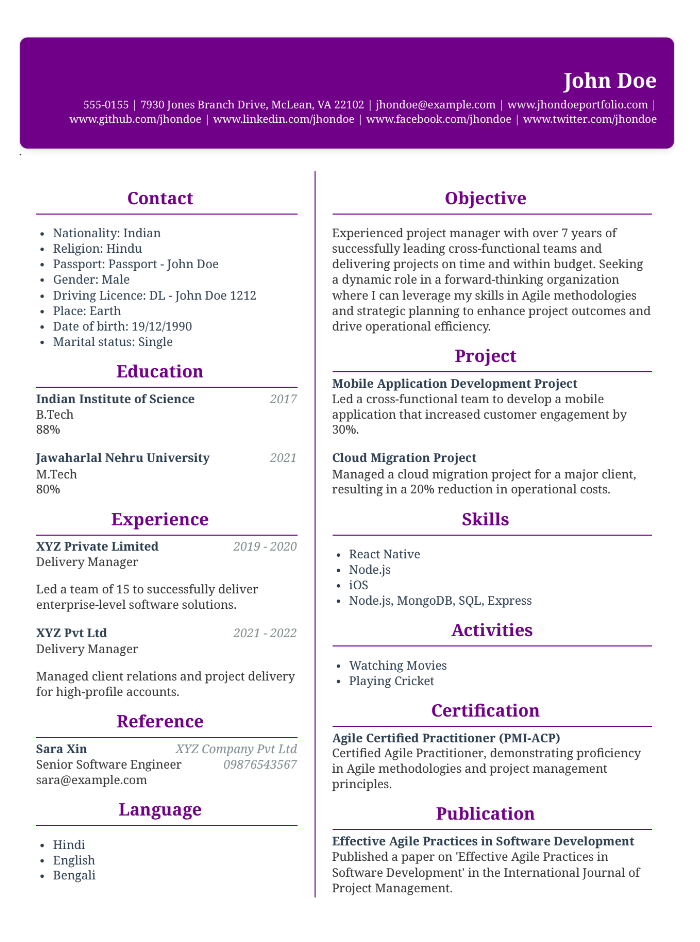 John Doe
555-0155 | 7930 Jones Branch Drive, McLean, VA 22102 | jhondoe@example.com | www.jhondoeportfolio.com |
www.github.com/jhondoe | www.linkedin.com/jhondoe | www.facebook.com/jhondoe | www.twitter.com/jhondoe
.
Contact
• Nationality: Indian
• Religion: Hindu
• Passport: Passport - John Doe
• Gender: Male
• Driving Licence: DL - John Doe 1212
• Place: Earth
• Date of birth: 19/12/1990
• Marital status: Single
Education
Indian Institute of Science 2017
B.Tech
88%
Jawaharlal Nehru University 2021
M.Tech
80%
Experience
XYZ Private Limited 2019 - 2020
Delivery Manager
Led a team of 15 to successfully deliver
enterprise-level software solutions.
XYZ Pvt Ltd 2021 - 2022
Delivery Manager
Managed client relations and project delivery
for high-profile accounts.
Reference
Sara Xin XYZ Company Pvt Ltd
Senior Software Engineer 09876543567
sara@example.com
Language
• Hindi
• English
• Bengali
Objective
Experienced project manager with over 7 years of
successfully leading cross-functional teams and
delivering projects on time and within budget. Seeking
a dynamic role in a forward-thinking organization
where I can leverage my skills in Agile methodologies
and strategic planning to enhance project outcomes and
drive operational efficiency.
Project
Mobile Application Development Project
Led a cross-functional team to develop a mobile
application that increased customer engagement by
30%.
Cloud Migration Project
Managed a cloud migration project for a major client,
resulting in a 20% reduction in operational costs.
Skills
• React Native
• Node.js
• iOS
• Node.js, MongoDB, SQL, Express
Activities
• Watching Movies
• Playing Cricket
Certification
Agile Certified Practitioner (PMI-ACP)
Certified Agile Practitioner, demonstrating proficiency
in Agile methodologies and project management
principles.
Publication
Effective Agile Practices in Software Development
Published a paper on 'Effective Agile Practices in
Software Development' in the International Journal of
Project Management.